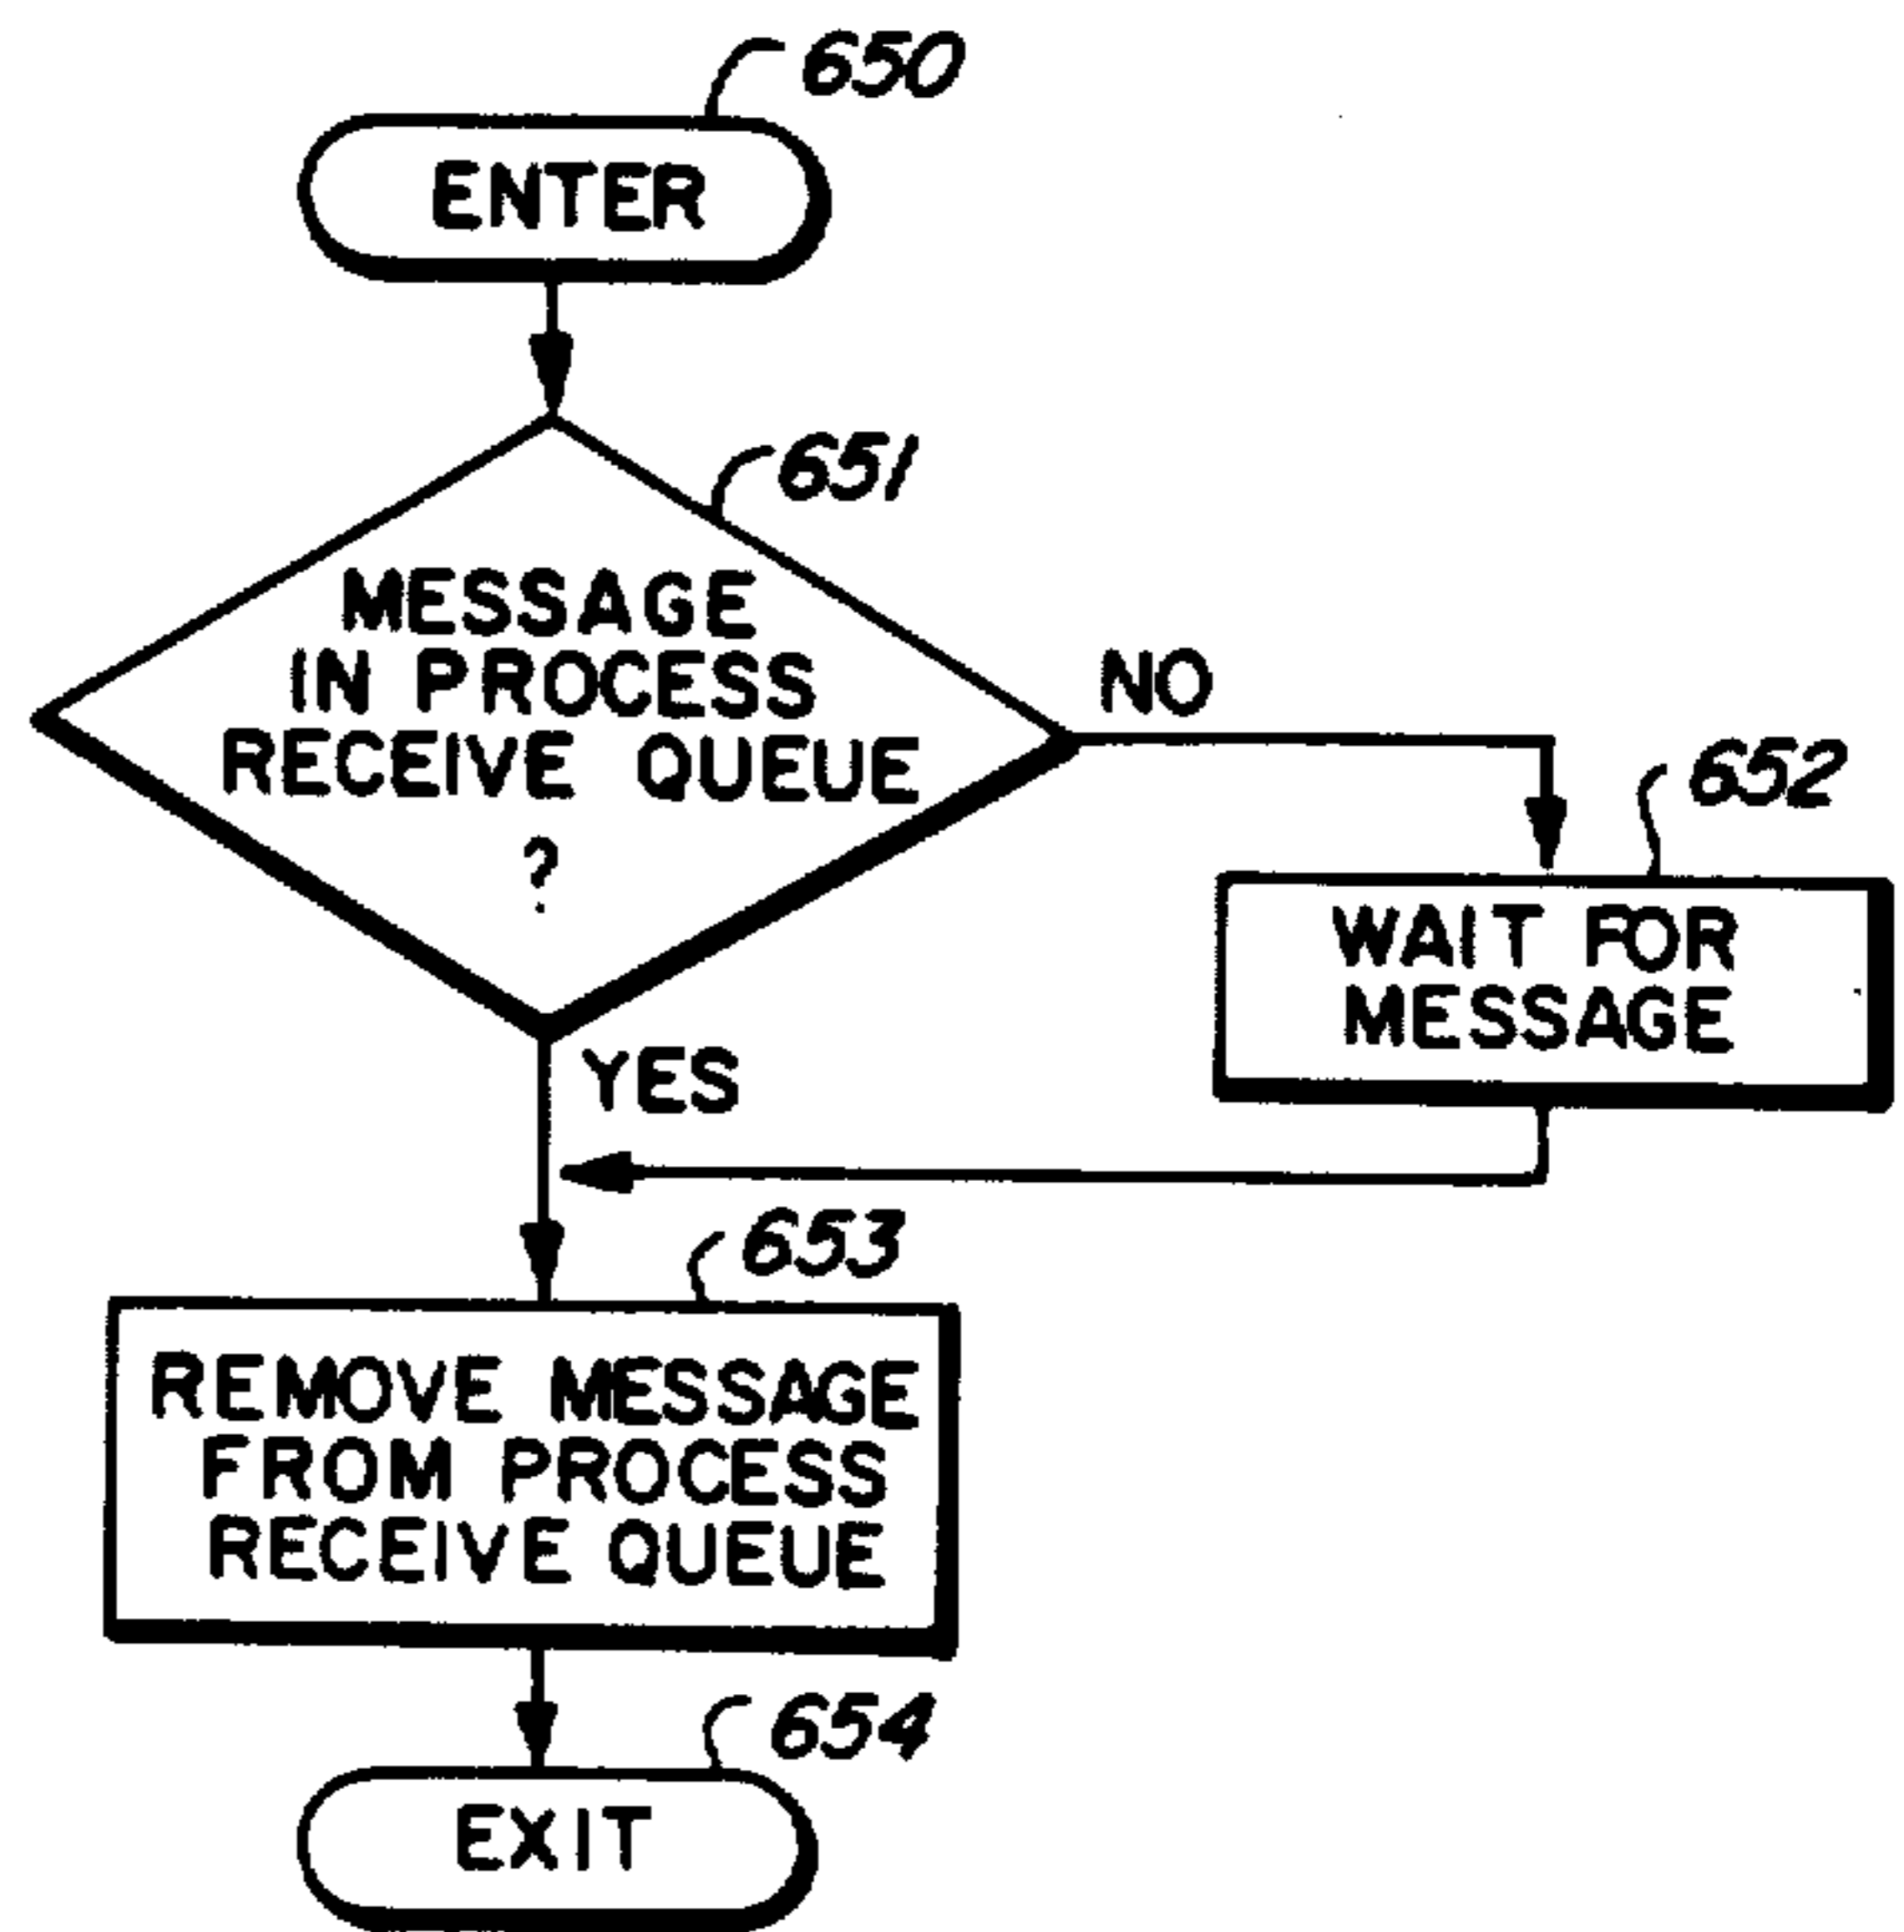 650
ENTER
651
MESSAGE
IN PROCESS
RECEIVE QUEUE
?
NO
652
WAIT FOR
MESSAGE
YES
653
REMOVE MESSAGE
FROM PROCESS
RECEIVE QUEUE
654
EXIT